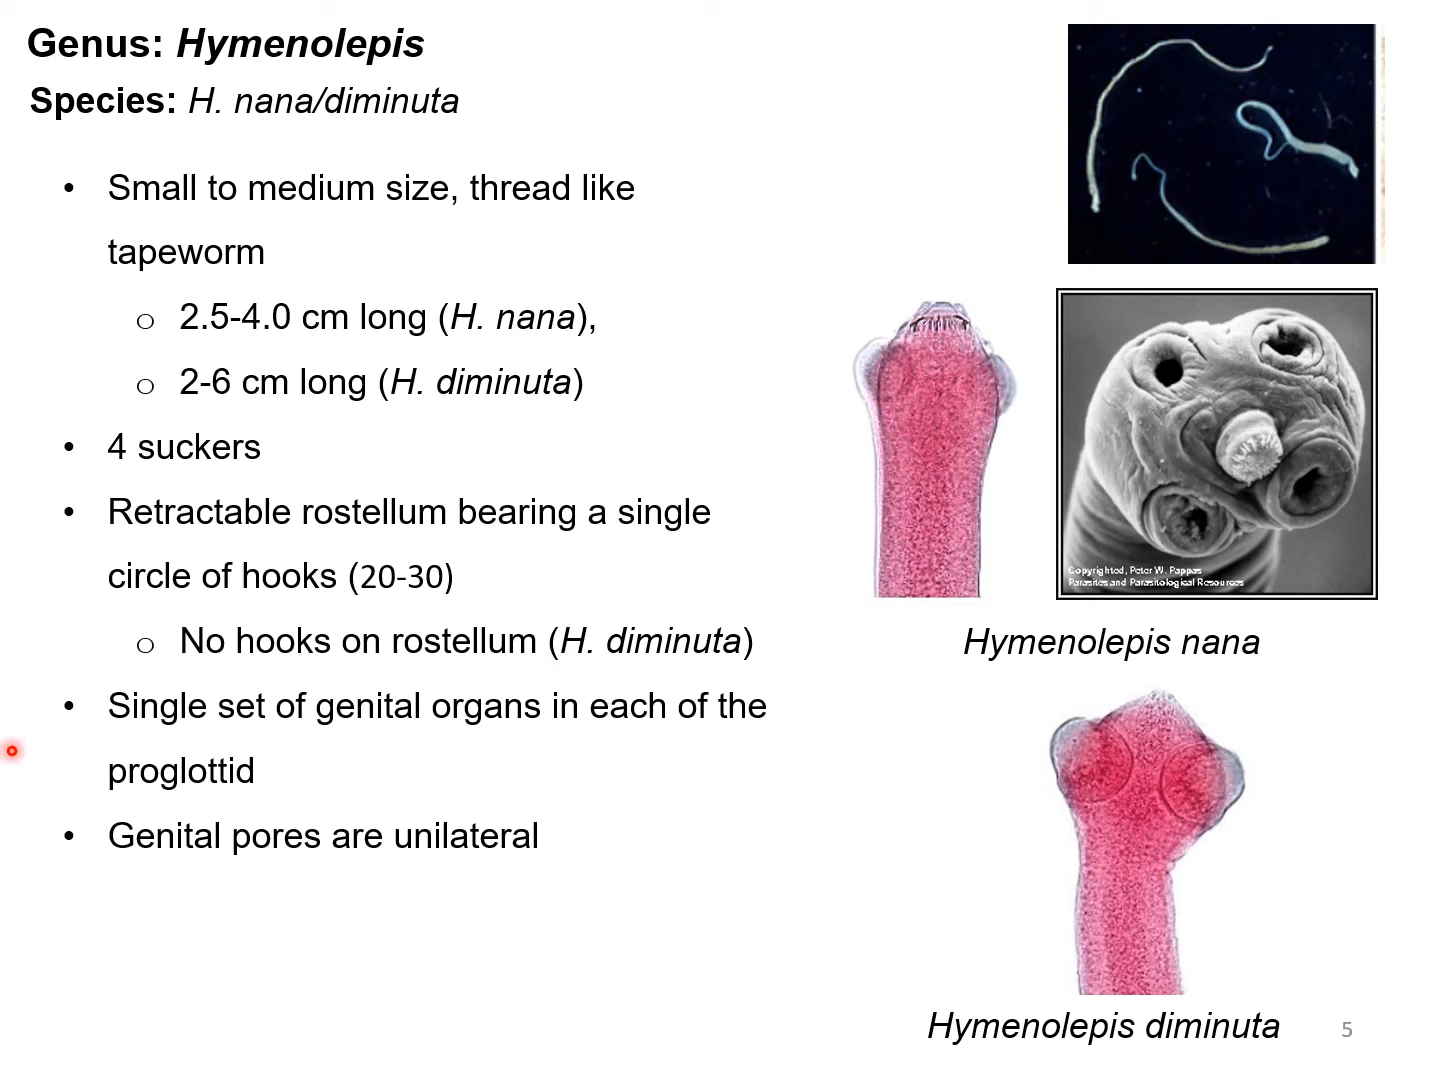 Genus: Hymenolepis
Species: H. nana/diminuta
• Small to medium size, thread like
tapeworm
o 2.5-4.0 cm long (H. nana),
o 2-6 cm long (H. diminuta)
• 4 suckers
• Retractable rostellum bearing a single
circle of hooks (20-30)
o No hooks on rostellum (H. diminuta)
• Single set of genital organs in each of the
proglottid
• Genital pores are unilateral
Copyrighted, Peter W. Pappas
Parasites and Parasitological Resources
Hymenolepis nana
Hymenolepis diminuta
5